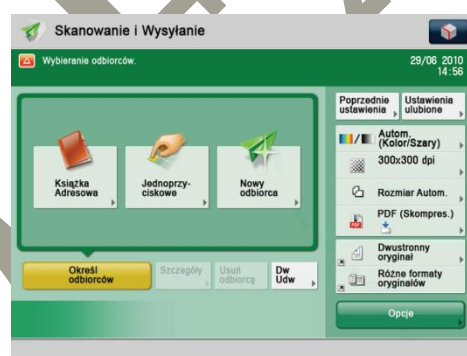 Skanowanie i Wysyłanie
Wybieranie odbiorców.
29/06 2010
14:56
Poprzednie
ustawienia
Ustawienia
ulubione
Autom.
(Kolor/Szary)
300x300 dpi
Rozmiar Autom.
PDF (Skompres.)
Dwustronny
oryginał
Różne formaty
oryginałów
Opcje
Książka
Adresowa
Jednoprzy-
ciskowe
Nowy
odbiorca
Określ
odbiorców
Szczegóły
Usuń
odbiorcę
Dw
Udw